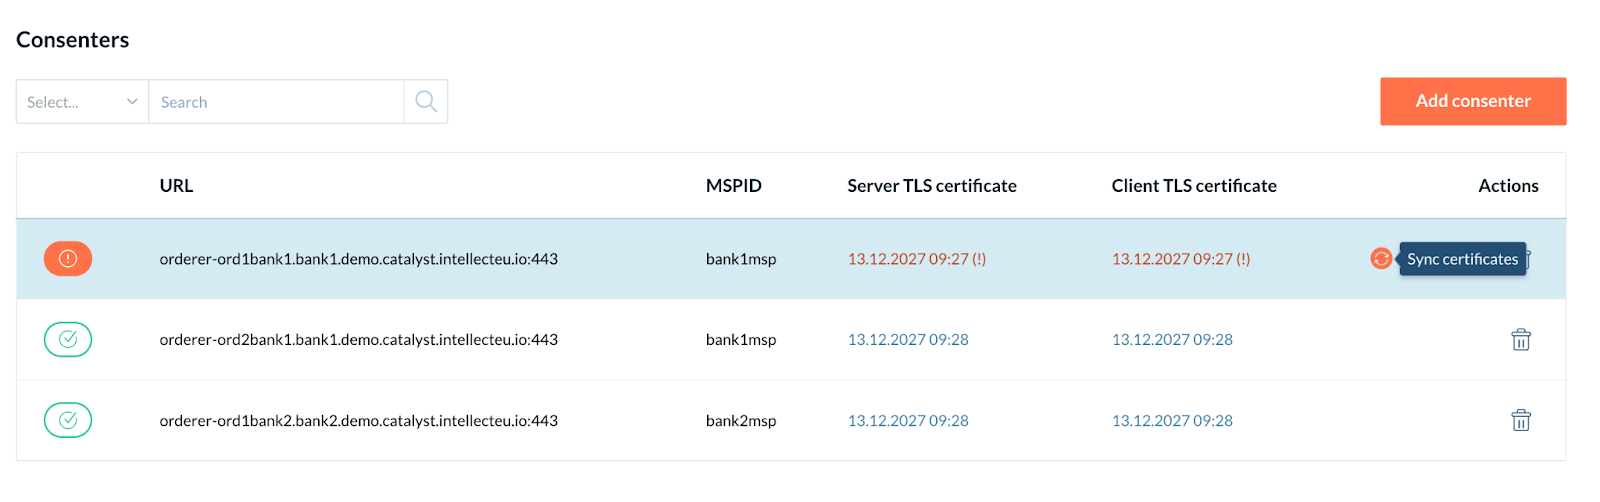 Consenters
Select... Search
Add consenter
URL MSPID Server TLS certificate Client TLS certificate Actions
orderer-ord1bank1.bank1.demo.catalyst.intellecteu.io:443 bank1msp 13.12.2027 09:27 (!) 13.12.2027 09:27 (!) Sync certificates
orderer-ord2bank1.bank1.demo.catalyst.intellecteu.io:443 bank1msp 13.12.2027 09:28 13.12.2027 09:28
orderer-ord1bank2.bank2.demo.catalyst.intellecteu.io:443 bank2msp 13.12.2027 09:28 13.12.2027 09:28